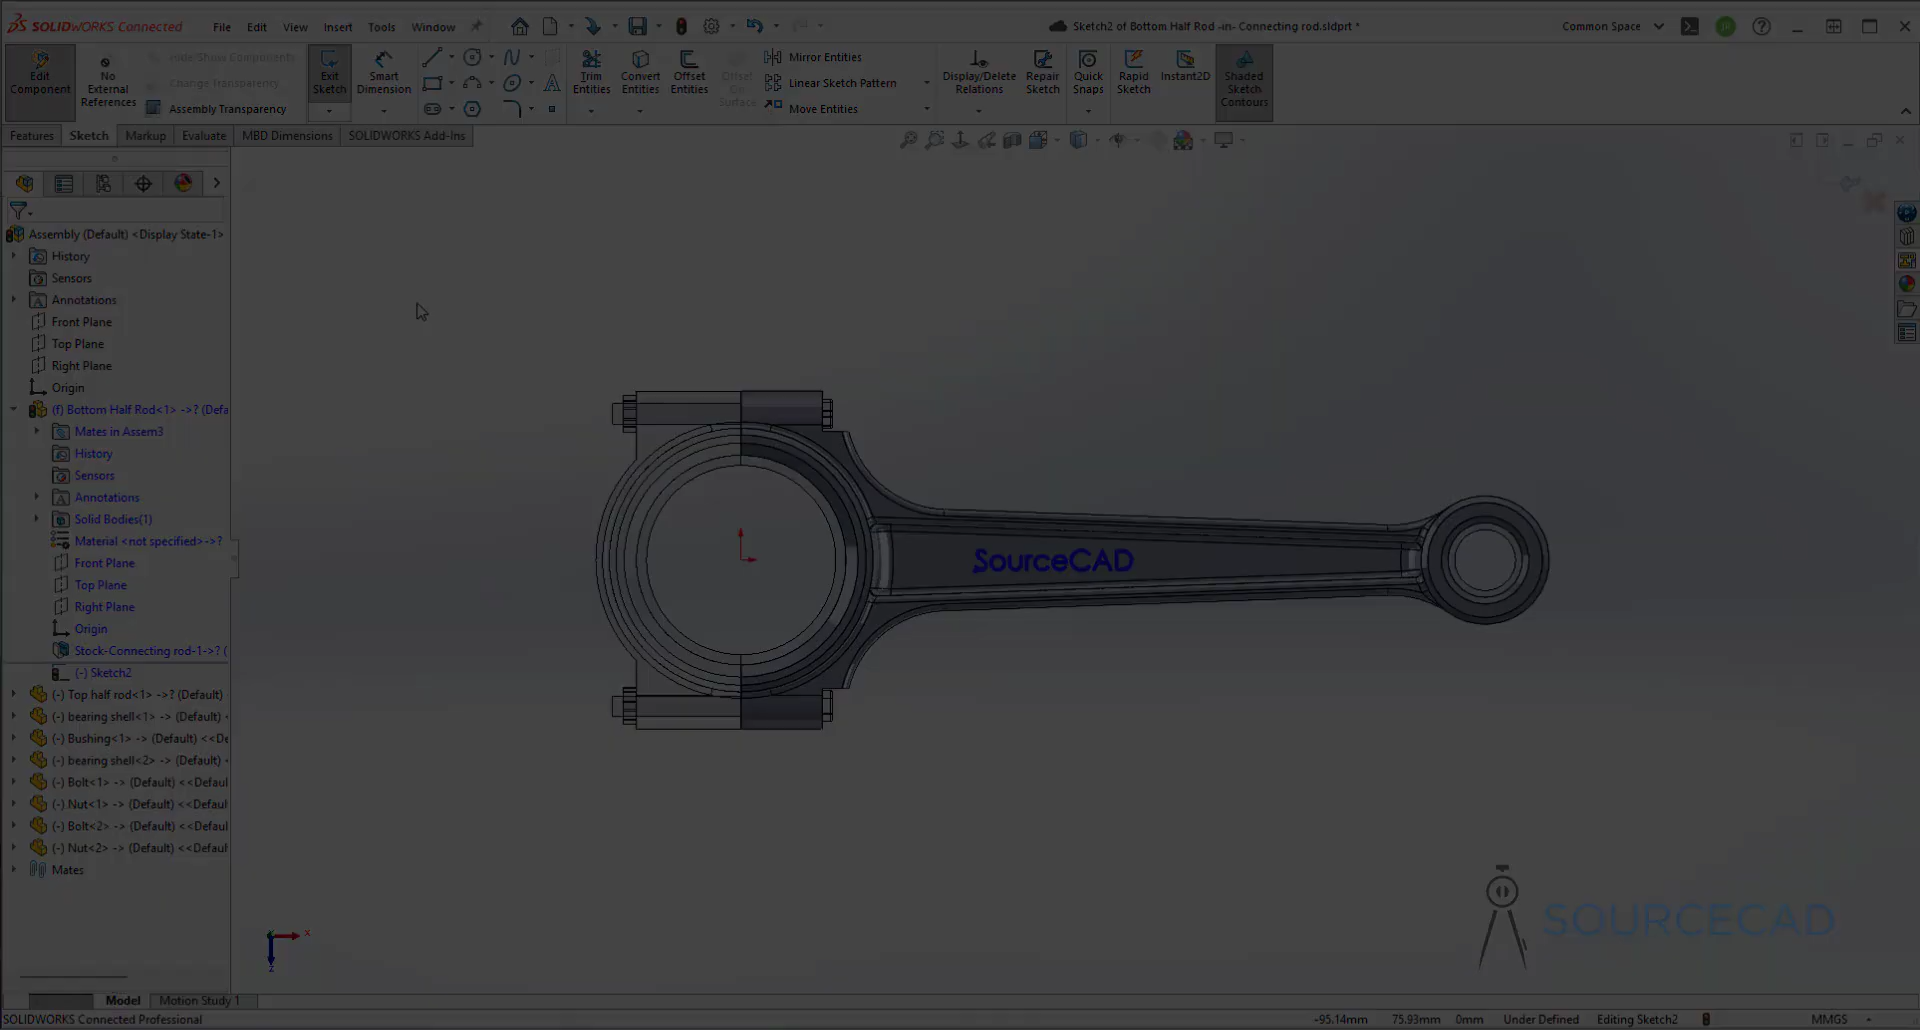 SOLIDWORKS Connected File Edit View Insert Tools Window Sketch2 of Bottom Half Rod -in- Connecting rod.sldprt * Common Space
Edit Component
No External References
Hide/Show Components
Change Transparency
Assembly Transparency
Exit Sketch
Smart Dimension
Trim Entities
Convert Entities
Offset Entities
Offset On Surface
Mirror Entities
Linear Sketch Pattern
Move Entities
Display/Delete Relations
Repair Sketch
Quick Snaps
Rapid Sketch
Instant2D
Shaded Sketch Contours
Features Sketch Markup Evaluate MBD Dimensions SOLIDWORKS Add-Ins
Assembly (Default) <Display State-1>
History
Sensors
Annotations
Front Plane
Top Plane
Right Plane
Origin
(f) Bottom Half Rod<1> ->? (Defa
Mates in Assem3
History
Sensors
Annotations
Solid Bodies(1)
Material <not specified>->?
Front Plane
Top Plane
Right Plane
Origin
Stock-Connecting rod-1->? (
(-) Sketch2
(-) Top half rod<1> ->? (Default)
(-) bearing shell<1> -> (Default) <
(-) Bushing<1> -> (Default) <<De
(-) bearing shell<2> -> (Default) <
(-) Bolt<1> -> (Default) <<Defaul
(-) Nut<1> -> (Default) <<Defaul
(-) Bolt<2> -> (Default) <<Defaul
(-) Nut<2> -> (Default) <<Defaul
Mates
SourceCAD
SOURCECAD
x
z
Model Motion Study 1
SOLIDWORKS Connected Professional -95.14mm 75.93mm 0mm Under Defined Editing Sketch2 MMGS